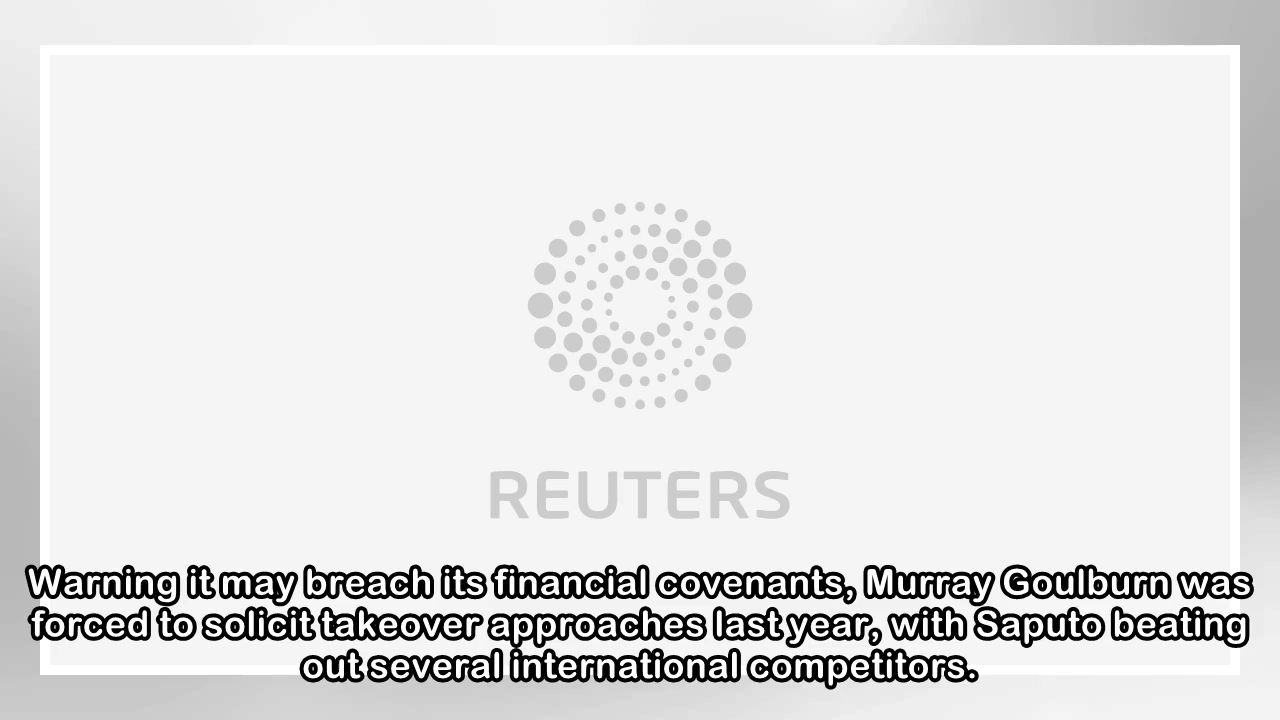 REUTERS
Warning it may breach its financial covenants, Murray Goulburn was
forced to solicit takeover approaches last year, with Saputo beating
out several international competitors.